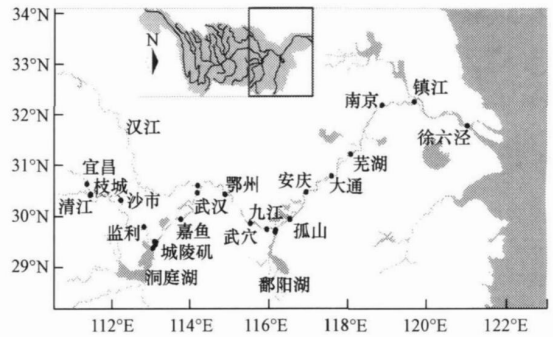 34°N
33°N
32°N
31°N
30°N
29°N
N
镇江
南京
徐六泾
汉江
芜湖
宜昌
枝城
清江
沙市
鄂州
安庆
大通
武汉
九江
监利
嘉鱼
武穴
孤山
城陵矶
洞庭湖
鄱阳湖
112°E 114°E 116°E 118°E 120°E 122°E